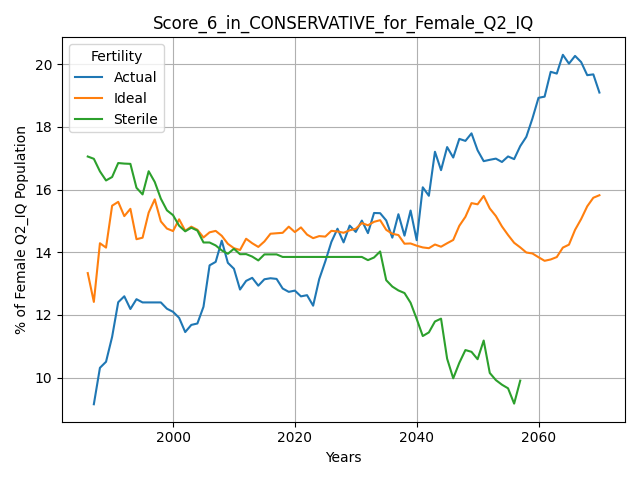 Score_6_in_CONSERVATIVE_for_Female_Q2_IQ
Fertility
Actual
Ideal
Sterile
% of Female Q2_IQ Population
20
18
16
14
12
10
2000
2020
2040
2060
Years